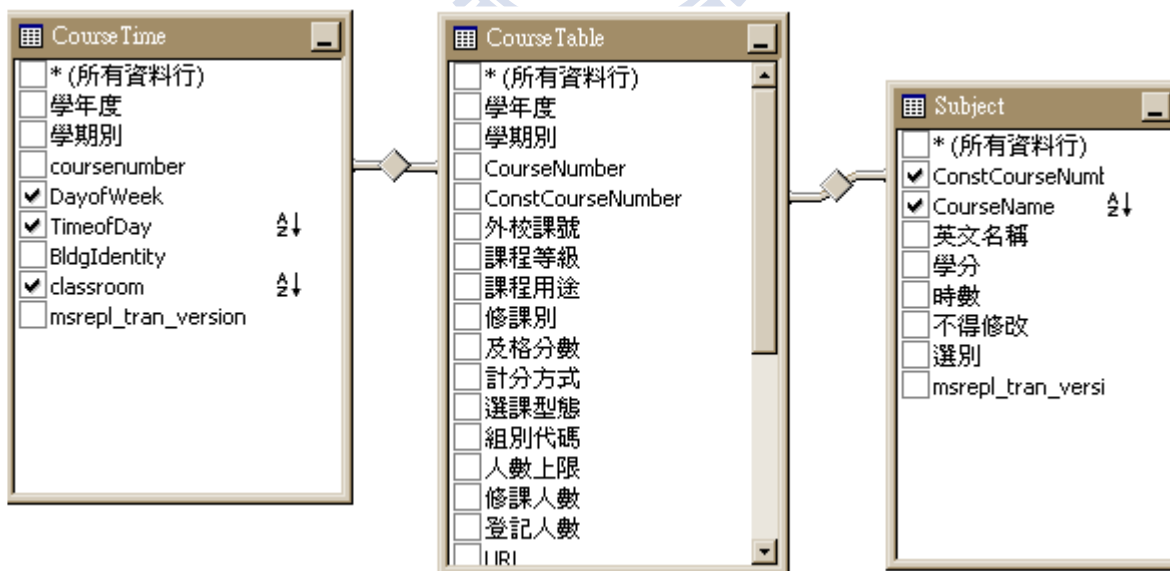 CourseTime
* (所有資料行)
學年度
學期別
coursenumber
DayofWeek
TimeofDay
BldgIdentity
classroom
msrepl_tran_version
CourseTable
* (所有資料行)
學年度
學期別
CourseNumber
ConstCourseNumber
外校課號
課程等級
課程用途
修課別
及格分數
計分方式
選課型態
組別代碼
人數上限
修課人數
登記人數
URL
Subject
* (所有資料行)
ConstCourseNumb
CourseName
英文名稱
學分
時數
不得修改
選別
msrepl_tran_versi